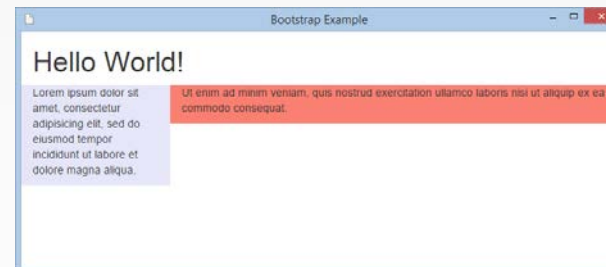 Bootstrap Example
Hello World!
Lorem ipsum dolor sit
amet, consectetur
adipisicing elit, sed do
eiusmod tempor
incididunt ut labore et
dolore magna aliqua.
Ut enim ad minim veniam, quis nostrud exercitation ullamco laboris nisi ut aliquip ex ea
commodo consequat.